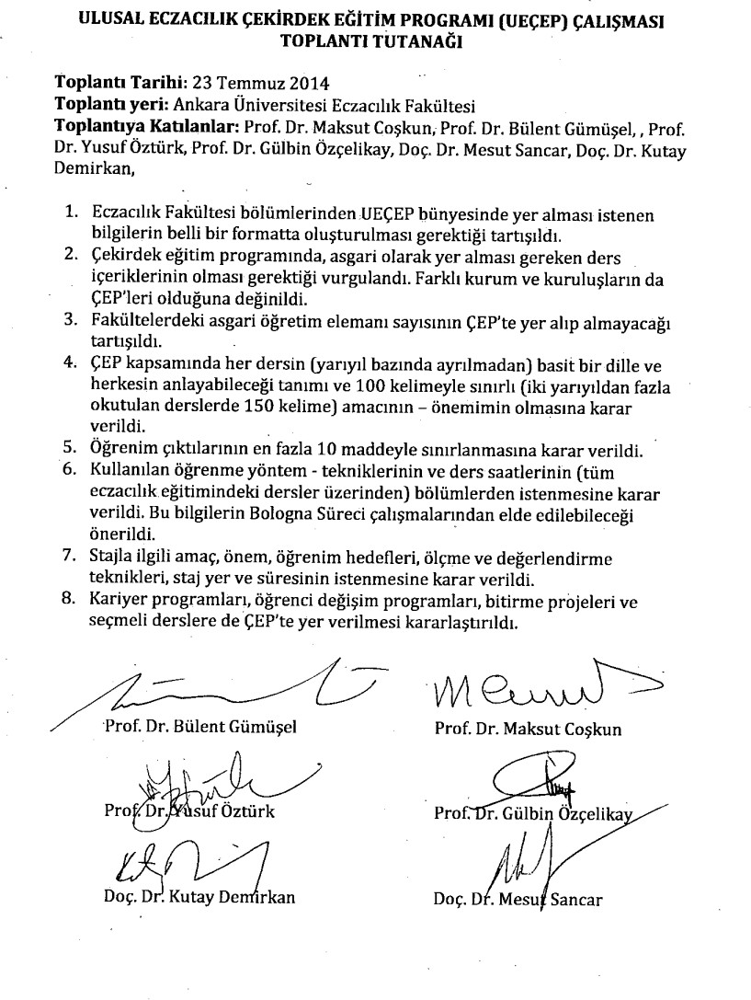 ULUSAL ECZACILIK ÇEKİRDEK EĞİTİM PROGRAMI (UEÇEP) ÇALIŞMASI
TOPLANTI TUTANAĞI
Toplantı Tarihi: 23 Temmuz 2014
Toplantı yeri: Ankara Üniversitesi Eczacılık Fakültesi
Toplantıya Katılanlar: Prof. Dr. Maksut Coşkun, Prof. Dr. Bülent Gümüşel, , Prof.
Dr. Yusuf Öztürk, Prof. Dr. Gülbin Özçelikay, Doç. Dr. Mesut Sancar, Doç. Dr. Kutay
Demirkan,
1. Eczacılık Fakültesi bölümlerinden UEÇEP bünyesinde yer alması istenen
bilgilerin belli bir formatta oluşturulması gerektiği tartışıldı.
2. Çekirdek eğitim programında, asgari olarak yer alması gereken ders
içeriklerinin olması gerektiği vurgulandı. Farklı kurum ve kuruluşların da
ÇEP'leri olduğuna değinildi.
3. Fakültelerdeki asgari öğretim elemanı sayısının ÇEP'te yer alıp almayacağı
tartışıldı.
4. ÇEP kapsamında her dersin (yarıyıl bazında ayrılmadan) basit bir dille ve
herkesin anlayabileceği tanımı ve 100 kelimeyle sınırlı (iki yarıyıldan fazla
okutulan derslerde 150 kelime) amacının – önemimin olmasına karar
verildi.
5. Öğrenim çıktılarının en fazla 10 maddeyle sınırlanmasına karar verildi.
6. Kullanılan öğrenme yöntem - tekniklerinin ve ders saatlerinin (tüm
eczacılık eğitimindeki dersler üzerinden) bölümlerden istenmesine karar
verildi. Bu bilgilerin Bologna Süreci çalışmalarından elde edilebileceği
önerildi.
7. Stajla ilgili amaç, önem, öğrenim hedefleri, ölçme ve değerlendirme
teknikleri, staj yer ve süresinin istenmesine karar verildi.
8. Kariyer programları, öğrenci değişim programları, bitirme projeleri ve
seçmeli derslere de ÇEP'te yer verilmesi kararlaştırıldı.
Prof. Dr. Bülent Gümüşel
Prof. Dr. Maksut Coşkun
Prof. Dr. Yusuf Öztürk
Prof. Dr. Gülbin Özçelikay
Doç. Dr. Kutay Demirkan
Doç. Dr. Mesut Sancar